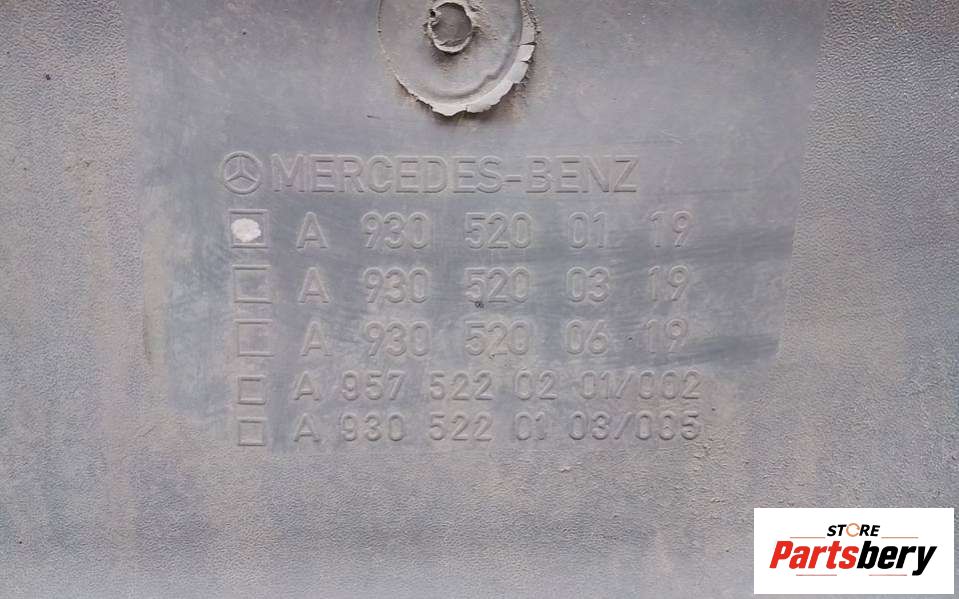 MERCEDES-BENZ
A 930 520 01 19
A 930 520 03 19
A 930 520 06 19
A 957 522 02 01/002
A 930 522 01 03/035
STORE
Partsbery